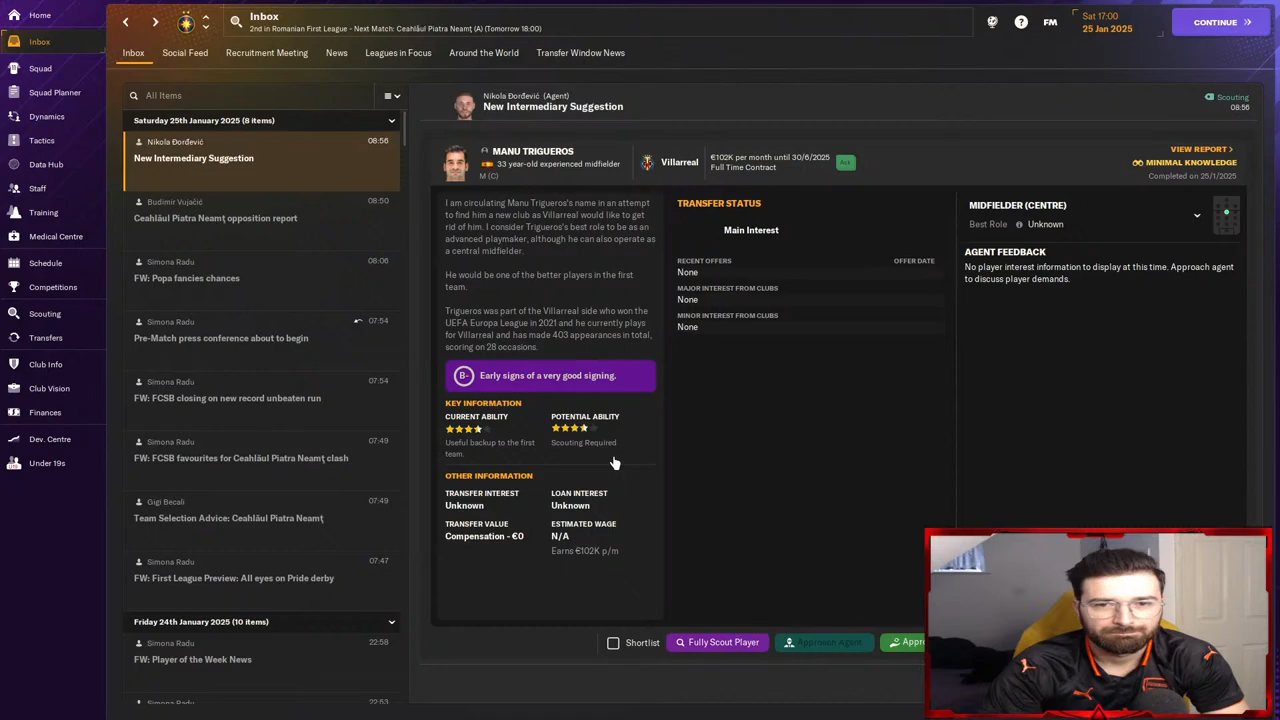 Home
Inbox
Squad
Squad Planner
Dynamics
Tactics
Data Hub
Staff
Training
Medical Centre
Schedule
Competitions
Scouting
Transfers
Club Info
Club Vision
Finances
Dev. Centre
Under 19s
Inbox
2nd in Romanian First League - Next Match: Ceahlăul Piatra Neamţ (A) (Tomorrow 18:00)
FM
Sat 17:00
25 Jan 2025
CONTINUE
Inbox
Social Feed
Recruitment Meeting
News
Leagues in Focus
Around the World
Transfer Window News
All Items
Saturday 25th January 2025 (8 items)
Nikola Đorđević 08:56
New Intermediary Suggestion
Budimir Vujačić 08:50
Ceahlăul Piatra Neamţ opposition report
Simona Radu 08:06
FW: Popa fancies chances
Simona Radu 07:54
Pre-Match press conference about to begin
Simona Radu 07:54
FW: FCSB closing on new record unbeaten run
Simona Radu 07:49
FW: FCSB favourites for Ceahlăul Piatra Neamţ clash
Gigi Becali 07:49
Team Selection Advice: Ceahlăul Piatra Neamţ
Simona Radu 07:47
FW: First League Preview: All eyes on Pride derby
Friday 24th January 2025 (10 items)
Simona Radu 22:58
FW: Player of the Week News
Simona Radu 22:53
Nikola Đorđević (Agent)
New Intermediary Suggestion
Scouting
08:56
MANU TRIGUEROS
33 year-old experienced midfielder
M (C)
Villarreal
€102K per month until 30/6/2025
Full Time Contract
Ask
VIEW REPORT >
MINIMAL KNOWLEDGE
Completed on 25/1/2025
I am circulating Manu Trigueros's name in an attempt
to find him a new club as Villarreal would like to get
rid of him. I consider Trigueros's best role to be as an
advanced playmaker, although he can also operate as
a central midfielder.
He would be one of the better players in the first
team.
Trigueros was part of the Villarreal side who won the
UEFA Europa League in 2021 and he currently plays
for Villarreal and has made 403 appearances in total,
scoring on 28 occasions.
B- Early signs of a very good signing.
KEY INFORMATION
CURRENT ABILITY
Useful backup to the first
team.
POTENTIAL ABILITY
Scouting Required
OTHER INFORMATION
TRANSFER INTEREST
Unknown
LOAN INTEREST
Unknown
TRANSFER VALUE
Compensation - €0
ESTIMATED WAGE
N/A
Earns €102K p/m
TRANSFER STATUS
Main Interest
RECENT OFFERS OFFER DATE
None
MAJOR INTEREST FROM CLUBS
None
MINOR INTEREST FROM CLUBS
None
MIDFIELDER (CENTRE)
Best Role Unknown
AGENT FEEDBACK
No player interest information to display at this time. Approach agent
to discuss player demands.
Shortlist
Fully Scout Player
Approach Agent
Appro